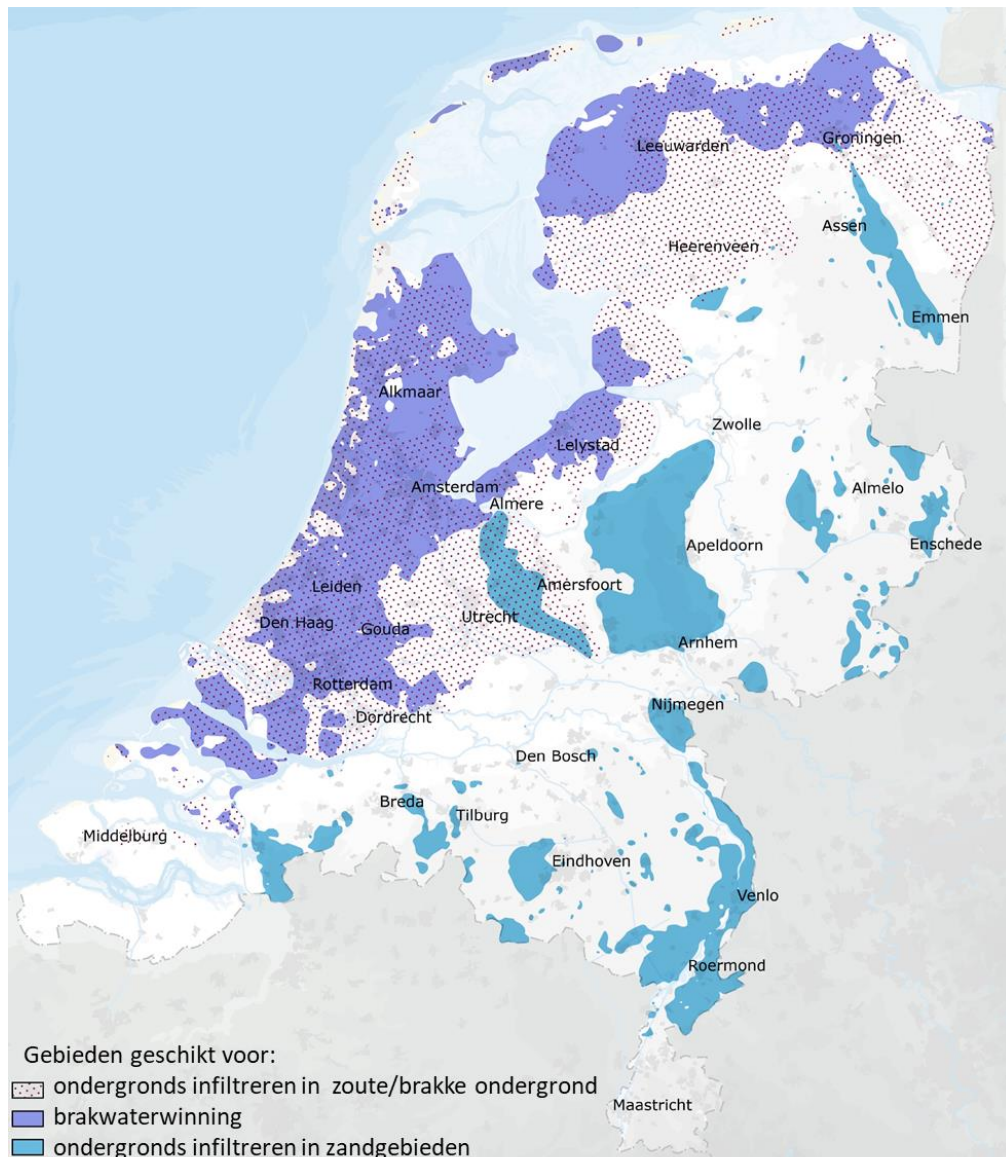 Leeuwarden
Groningen
Assen
Heerenveen
Emmen
Alkmaar
Zwolle
Lelystad
Amsterdam
Almere
Almelo
Apeldoorn
Enschede
Leiden
Amersfoort
Den Haag
Gouda
Utrecht
Arnhem
Rotterdam
Nijmegen
Dordrecht
Den Bosch
Breda
Tilburg
Middelburg
Eindhoven
Venlo
Roermond
Maastricht
Gebieden geschikt voor:
ondergronds infiltreren in zoute/brakke ondergrond
brakwaterwinning
ondergronds infiltreren in zandgebieden